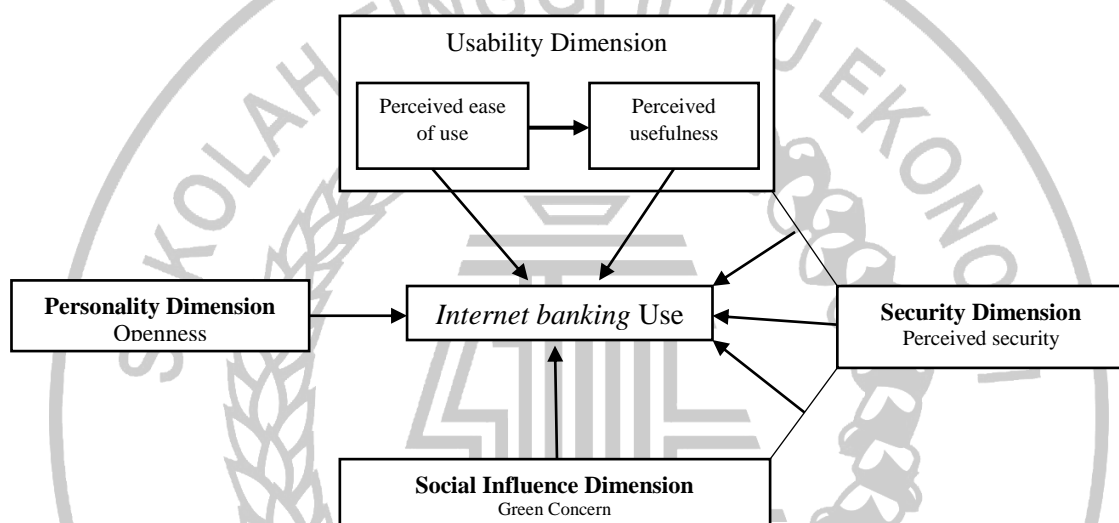 Usability Dimension
Perceived ease
of use
Perceived
usefulness
Personality Dimension
Openness
Internet banking Use
Security Dimension
Perceived security
Social Influence Dimension
Green Concern